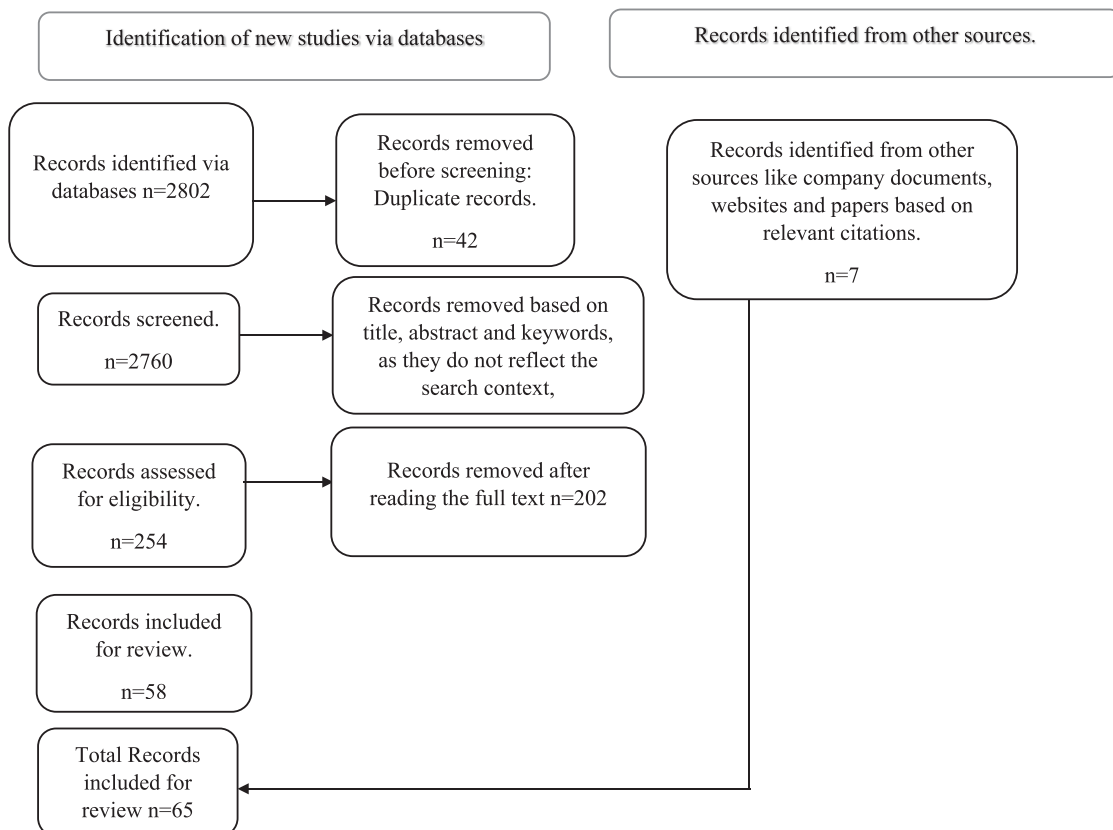 Identification of new studies via databases
Records identified from other sources.
Records identified via
databases n=2802
Records removed
before screening:
Duplicate records.
n=42
Records identified from other
sources like company documents,
websites and papers based on
relevant citations.
n=7
Records screened.
n=2760
Records removed based on
title, abstract and keywords,
as they do not reflect the
search context,
Records assessed
for eligibility.
n=254
Records removed after
reading the full text n=202
Records included
for review.
n=58
Total Records
included for
review n=65